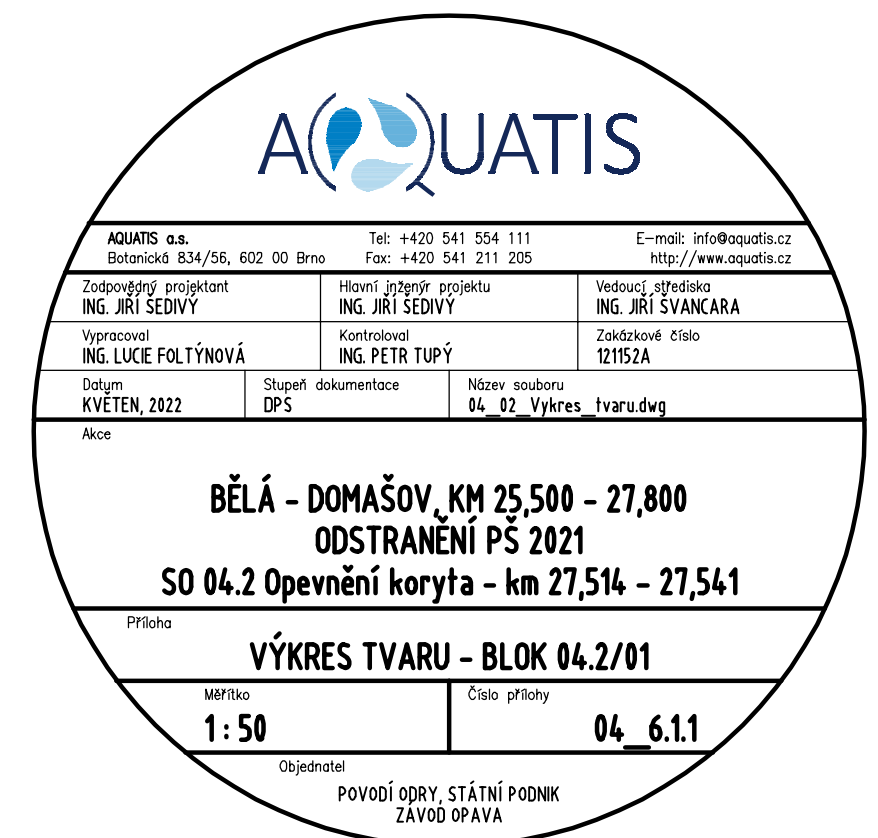 AQUATIS
AQUATIS a.s. Tel: +420 541 554 111 E-mail: info@aquatis.cz
Botanická 834/56, 602 00 Brno Fax: +420 541 211 205 http://www.aquatis.cz
Zodpovědný projektant Hlavní inženýr projektu Vedoucí střediska
ING. JIŘÍ ŠEDIVÝ ING. JIŘÍ ŠEDIVÝ ING. JIŘÍ ŠVANCARA
Vypracoval Kontroloval Zakázkové číslo
ING. LUCIE FOLTÝNOVÁ ING. PETR TUPÝ 121152A
Datum Stupeň dokumentace Název souboru
KVĚTEN, 2022 DPS 04_02_Vykres_tvaru.dwg
Akce
BĚLÁ - DOMAŠOV, KM 25,500 - 27,800
ODSTRANĚNÍ PŠ 2021
SO 04.2 Opevnění koryta - km 27,514 - 27,541
Příloha
VÝKRES TVARU - BLOK 04.2/01
Měřítko Číslo přílohy
1 : 50 04_6.1.1
Objednatel
POVODÍ ODRY, STÁTNÍ PODNIK
ZÁVOD OPAVA